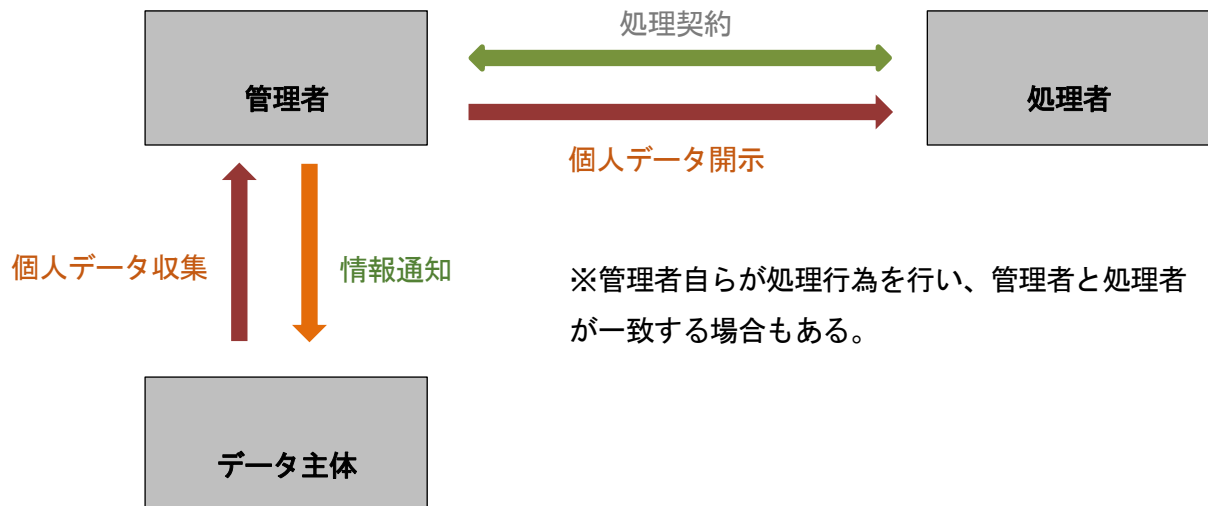 処理契約
管理者
処理者
個人データ開示
個人データ収集
情報通知
※管理者自らが処理行為を行い、管理者と処理者
が一致する場合もある。
データ主体